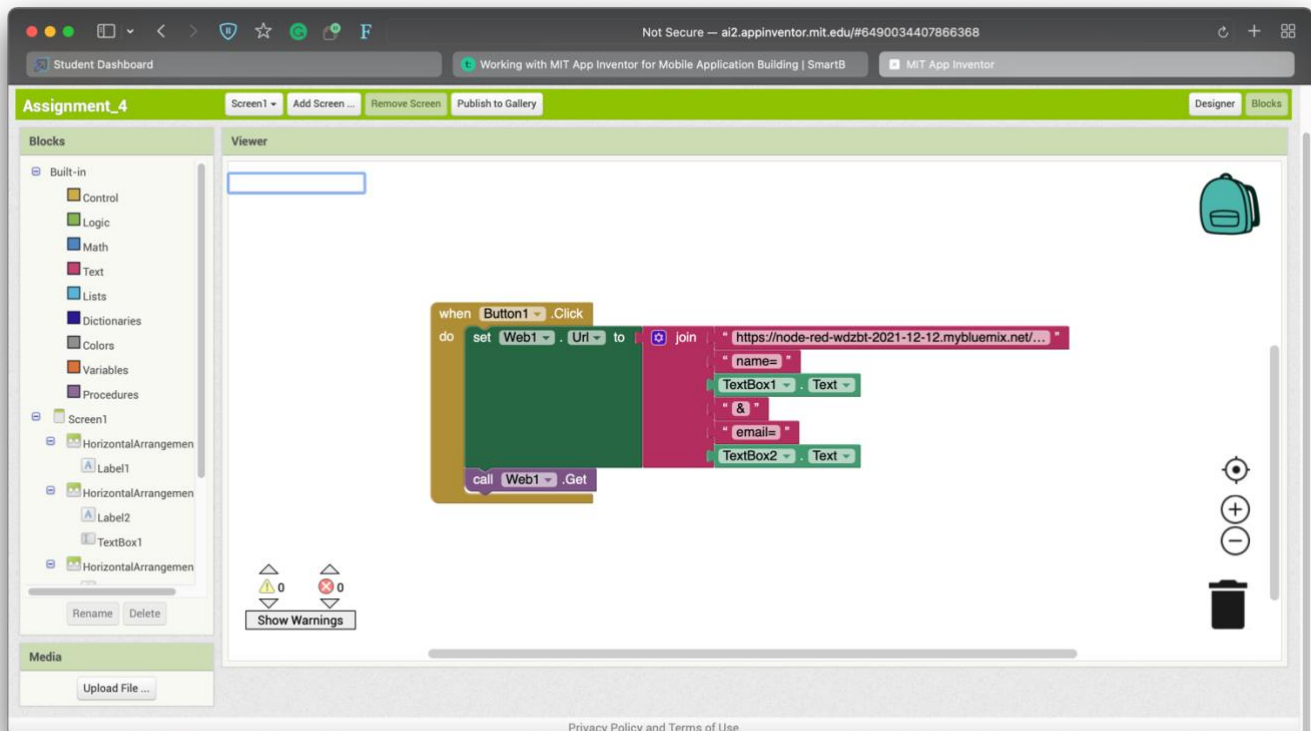 Not Secure — ai2.appinventor.mit.edu/#6490034407866368
Student Dashboard
Working with MIT App Inventor for Mobile Application Building | SmartB
MIT App Inventor
Assignment_4
Screen1
Add Screen ...
Remove Screen
Publish to Gallery
Designer
Blocks
Blocks
Built-in
Control
Logic
Math
Text
Lists
Dictionaries
Colors
Variables
Procedures
Screen1
HorizontalArrangemen
Label1
HorizontalArrangemen
Label2
TextBox1
HorizontalArrangemen
Rename
Delete
Media
Upload File ...
Viewer
when Button1 .Click
do set Web1 . Url to join " https://node-red-wdzbt-2021-12-12.mybluemix.net/... "
" name= "
TextBox1 . Text
" & "
" email= "
TextBox2 . Text
call Web1 .Get
0 0
Show Warnings
Privacy Policy and Terms of Use